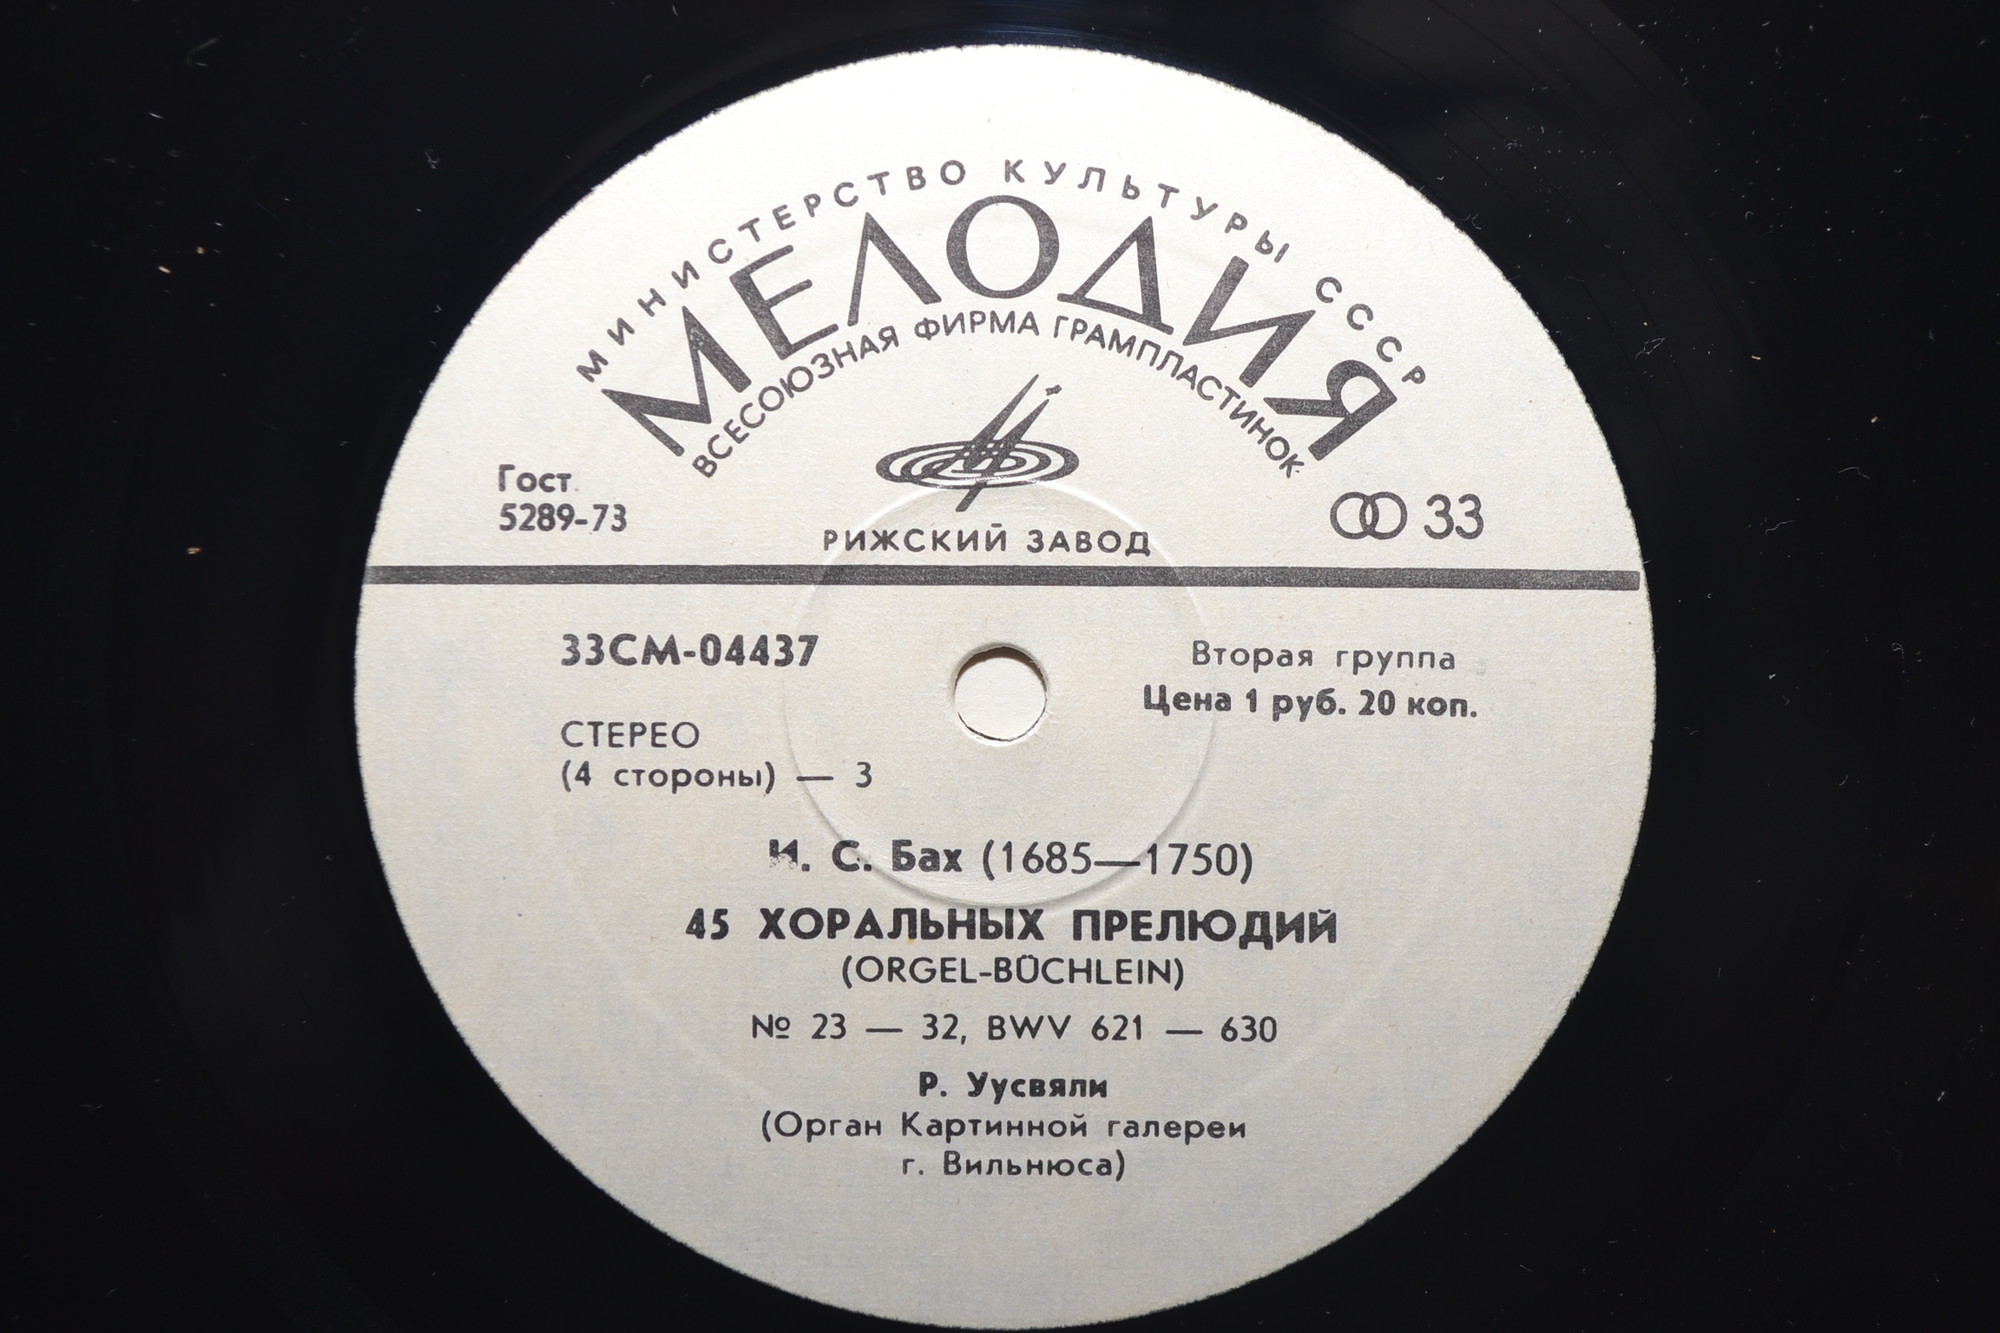 МИНИСТЕРСТВО КУЛЬТУРЫ СССР
МЕЛОДИЯ
ВСЕСОЮЗНАЯ ФИРМА ГРАМПЛАСТИНОК
Гост
5289-73
РИЖСКИЙ ЗАВОД
33
33СМ-04437
Вторая группа
Цена 1 руб. 20 коп.
СТЕРЕО
(4 стороны) — 3
И. С. Бах (1685—1750)
45 ХОРАЛЬНЫХ ПРЕЛЮДИЙ
(ORGEL-BÜCHLEIN)
№ 23 — 32, BWV 621 — 630
Р. Уусвяли
(Орган Картинной галереи
г. Вильнюса)